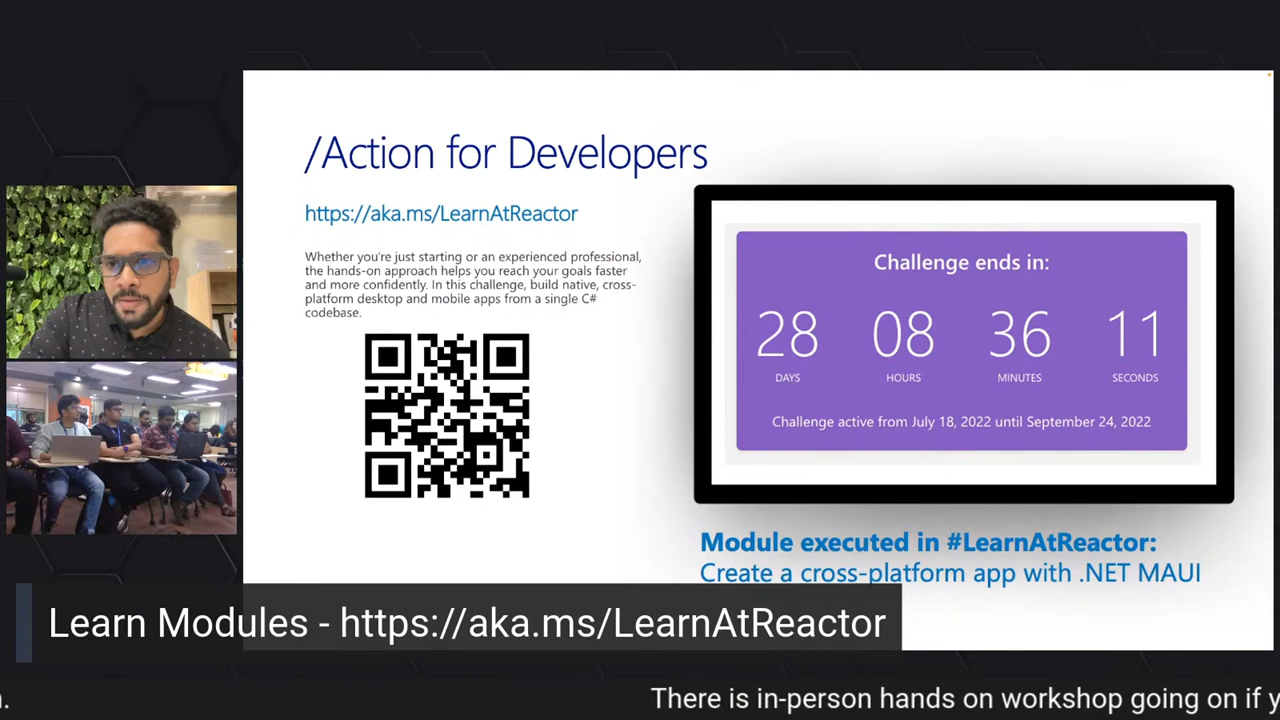 /Action for Developers
https://aka.ms/LearnAtReactor
Whether you're just starting or an experienced professional,
the hands-on approach helps you reach your goals faster
and more confidently. In this challenge, build native, cross-
platform desktop and mobile apps from a single C#
codebase.
Challenge ends in:
28 08 36 11
DAYS HOURS MINUTES SECONDS
Challenge active from July 18, 2022 until September 24, 2022
Module executed in #LearnAtReactor:
Create a cross-platform app with .NET MAUI
Learn Modules - https://aka.ms/LearnAtReactor
There is in-person hands on workshop going on if